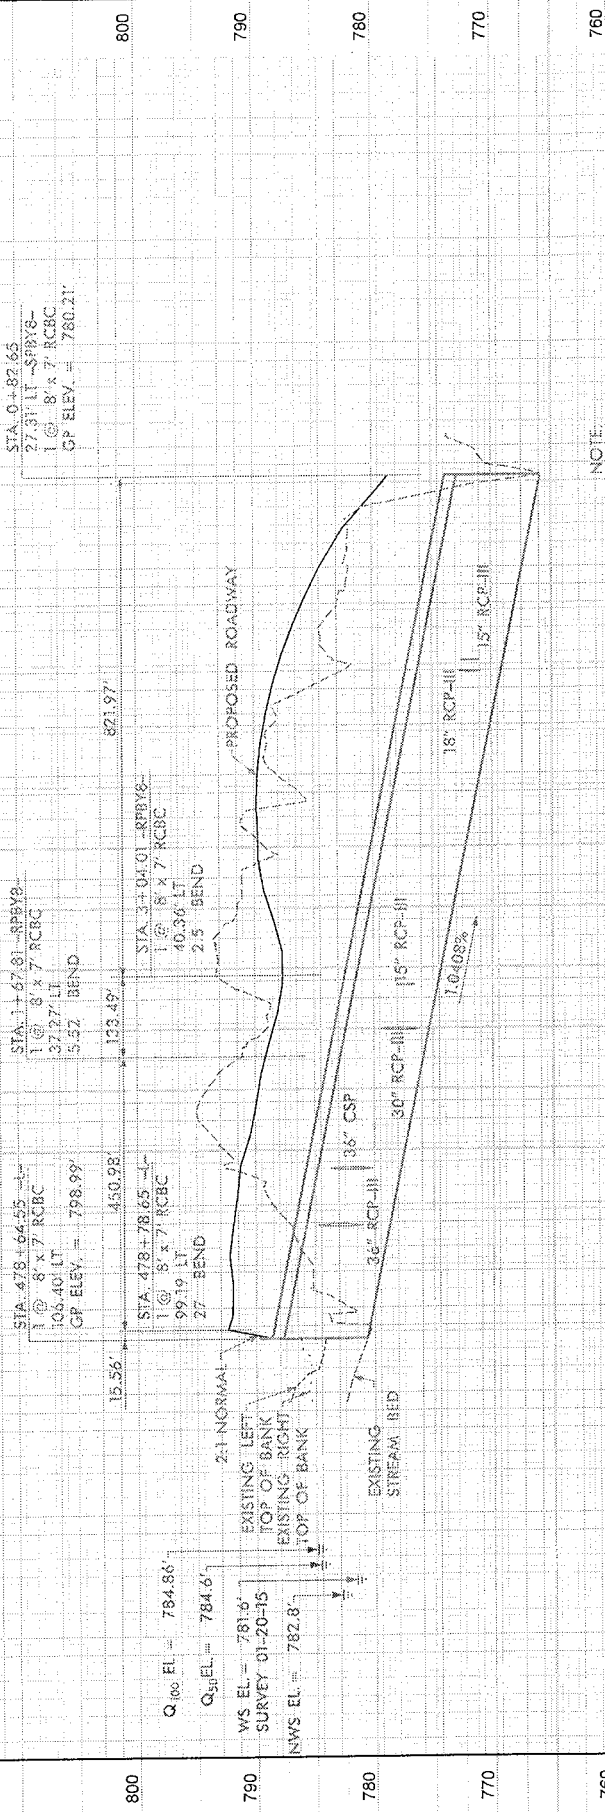 800
790
780
770
760
STA. 0+82.65
27.31' LT -SPBY8-
1 @ 8' x 7' RCBC
GP ELEV. = 780.21'
821.97'
PROPOSED ROADWAY
STA. 1+67.81 -RPBY8-
1 @ 8' x 7' RCBC
37.27' LT
5.52 BEND
133.49'
STA. 3+04.01 -RPBY8-
1 @ 8' x 7' RCBC
40.36' LT
2.5 BEND
STA. 478+64.55 -L-
1 @ 8' x 7' RCBC
106.40' LT
GP ELEV. = 798.99'
450.98'
STA. 478+78.65 -L-
1 @ 8' x 7' RCBC
99.19' LT
27 BEND
15.56'
2:1 NORMAL
EXISTING LEFT
TOP OF BANK
EXISTING RIGHT
TOP OF BANK
EXISTING
STREAM BED
Q100 EL. = 784.86'
Q50 EL. = 784.6'
WS EL. = 781.6'
SURVEY 01-20-15
NWS EL. = 782.8'
36" RCP-III
36" CSP
30" RCP-III
15" RCP-III
1.0408%
18" RCP-III
15" RCP-III
NOTE:
800
790
780
770
760